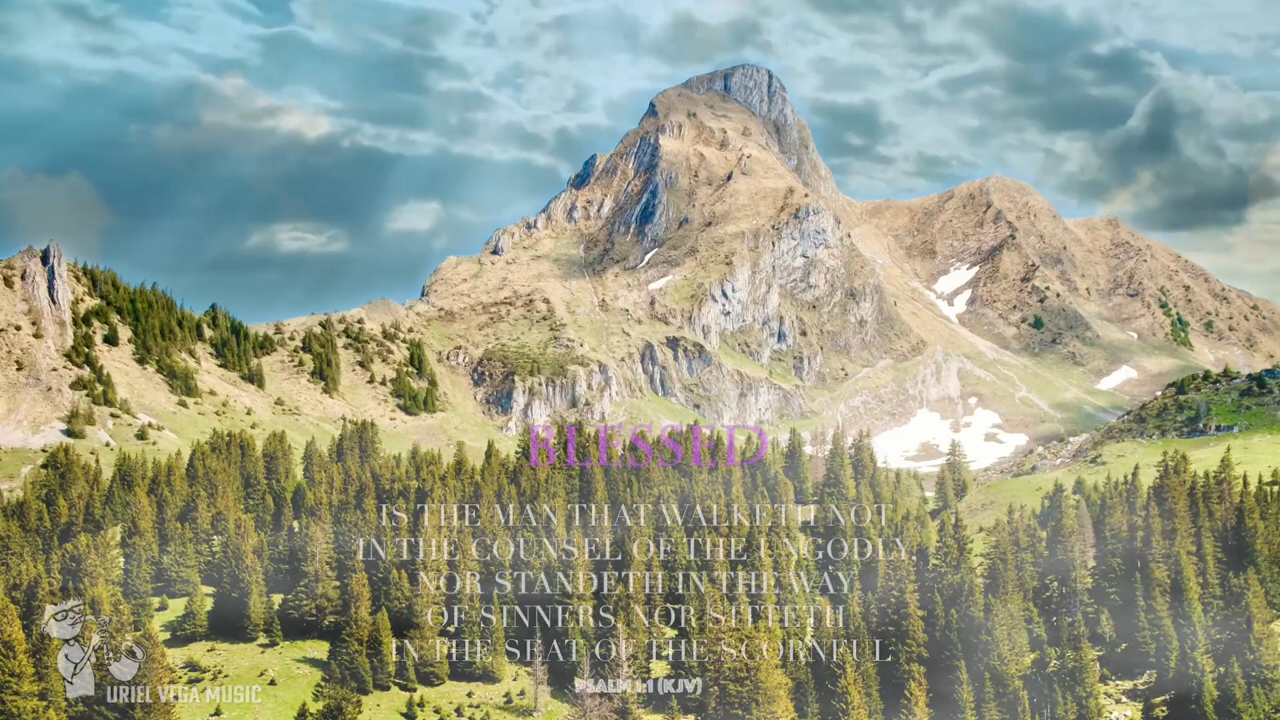 BLESSED
IS THE MAN THAT WALKETH NOT
IN THE COUNSEL OF THE UNGODLY,
NOR STANDETH IN THE WAY
OF SINNERS, NOR SITTETH
IN THE SEAT OF THE SCORNFUL
PSALM 1:1 (KJV)
URIEL VEGA MUSIC